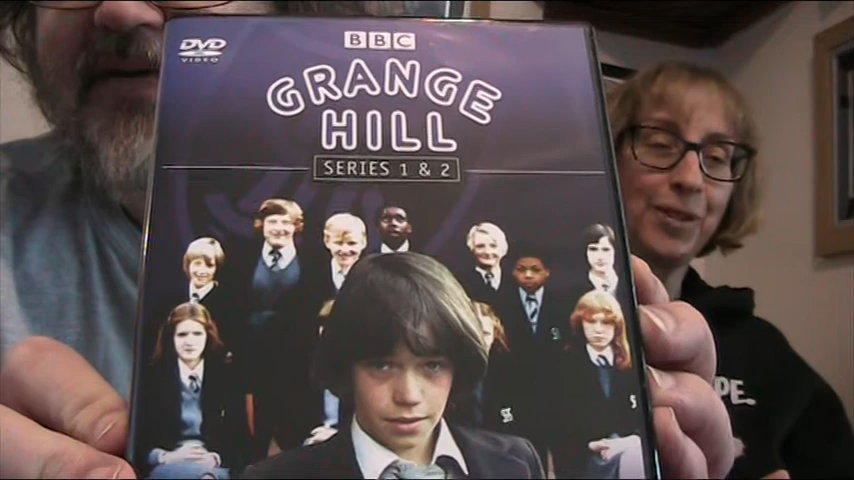 DVD
VIDEO
BBC
GRANGE
HILL
SERIES 1 & 2
PE